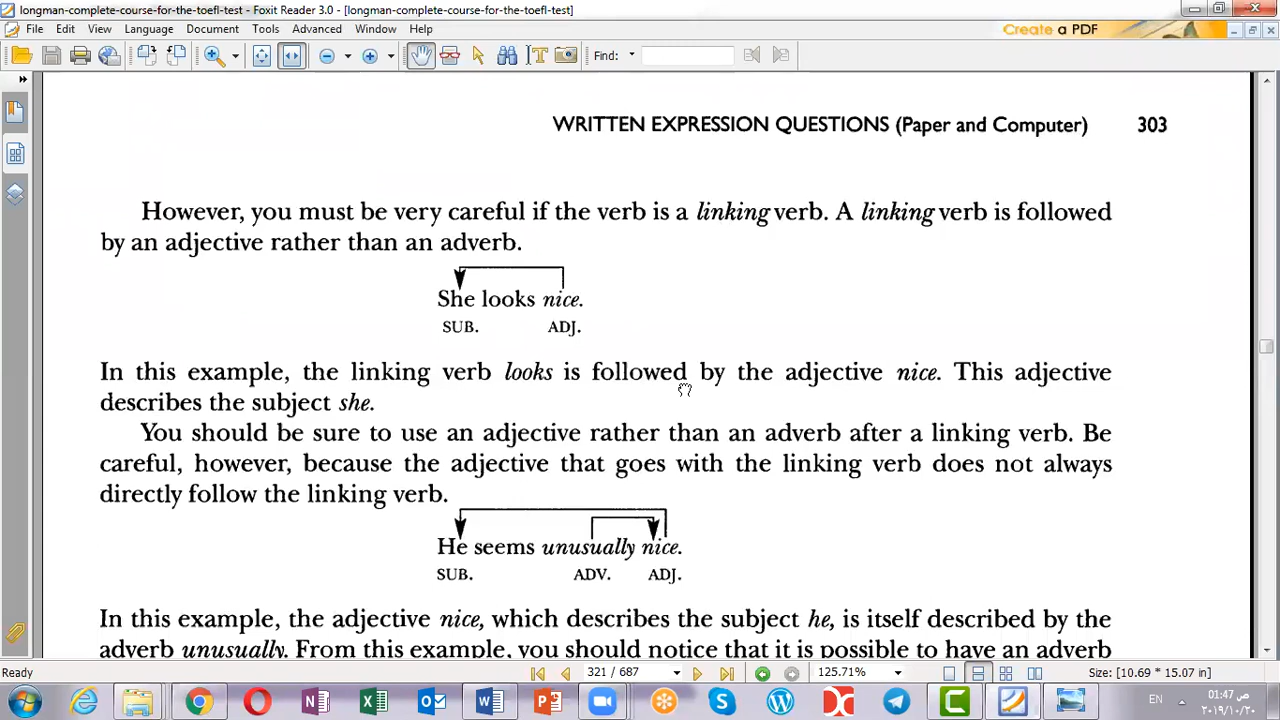 longman-complete-course-for-the-toefl-test - Foxit Reader 3.0 - [longman-complete-course-for-the-toefl-test]
File Edit View Language Document Tools Advanced Window Help
Create a PDF
Find:
WRITTEN EXPRESSION QUESTIONS (Paper and Computer) 303
However, you must be very careful if the verb is a linking verb. A linking verb is followed
by an adjective rather than an adverb.
She looks nice.
SUB. ADJ.
In this example, the linking verb looks is followed by the adjective nice. This adjective
describes the subject she.
You should be sure to use an adjective rather than an adverb after a linking verb. Be
careful, however, because the adjective that goes with the linking verb does not always
directly follow the linking verb.
He seems unusually nice.
SUB. ADV. ADJ.
In this example, the adjective nice, which describes the subject he, is itself described by the
adverb unusually. From this example, you should notice that it is possible to have an adverb
Ready 321 / 687 125.71% Size: [10.69 * 15.07 in]
EN 01:47 ص
٢٠١٩/١٠/٢٠